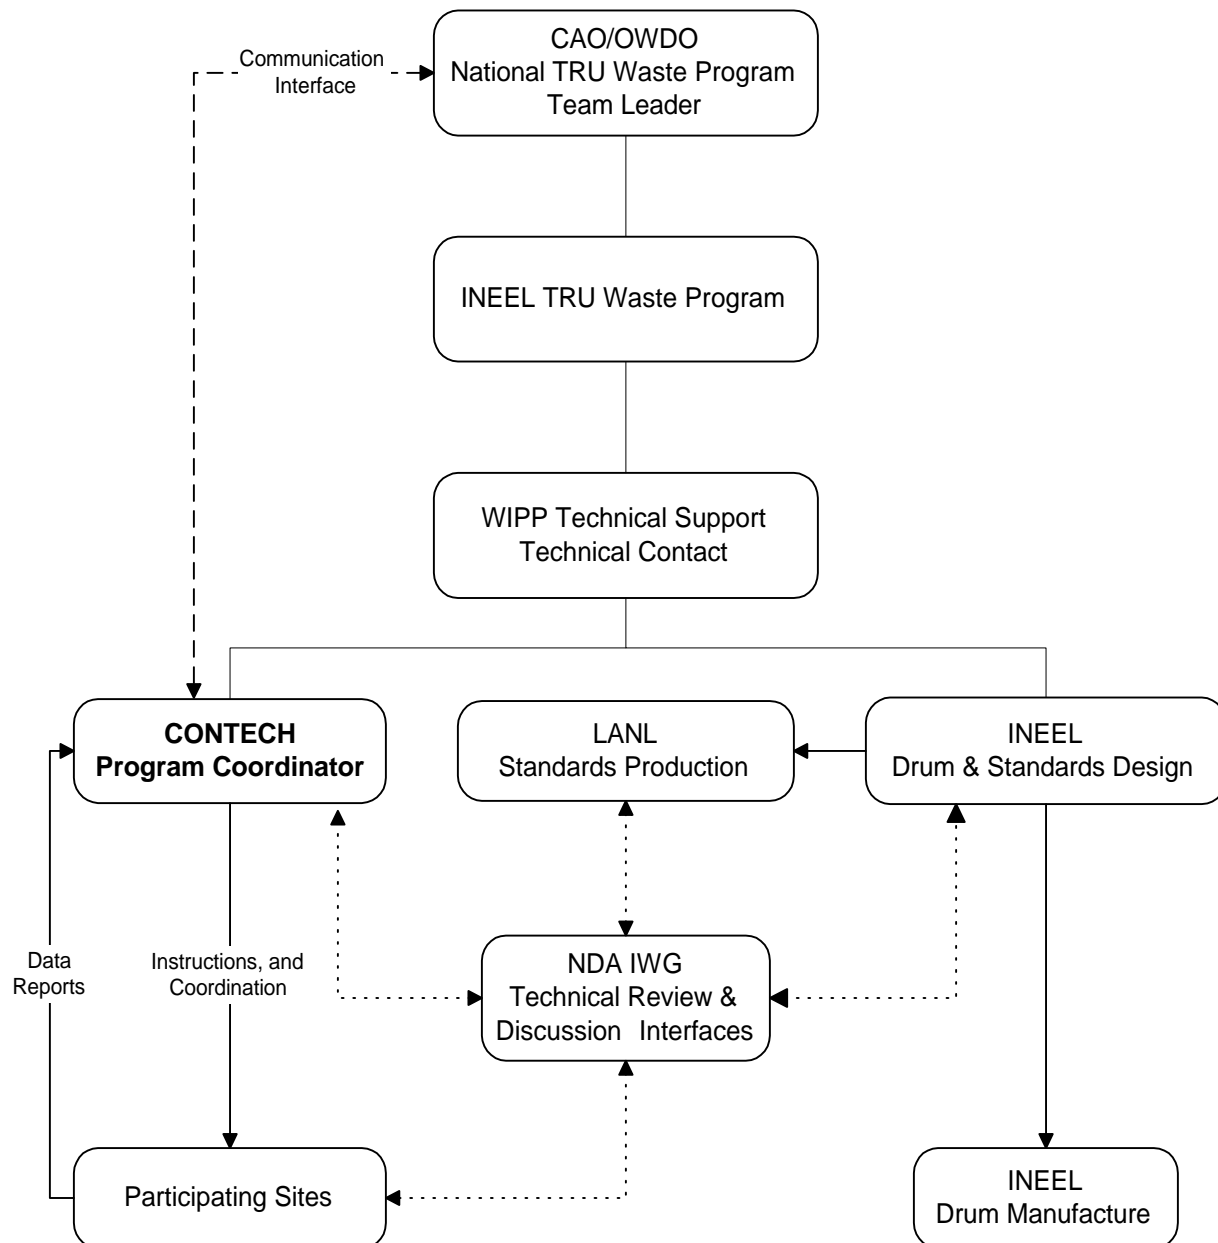 CAO/OWDO
National TRU Waste Program
Team Leader
Communication
Interface
INEEL TRU Waste Program
WIPP Technical Support
Technical Contact
CONTECH
Program Coordinator
LANL
Standards Production
INEEL
Drum & Standards Design
Data
Reports
Instructions, and
Coordination
NDA IWG
Technical Review &
Discussion Interfaces
Participating Sites
INEEL
Drum Manufacture